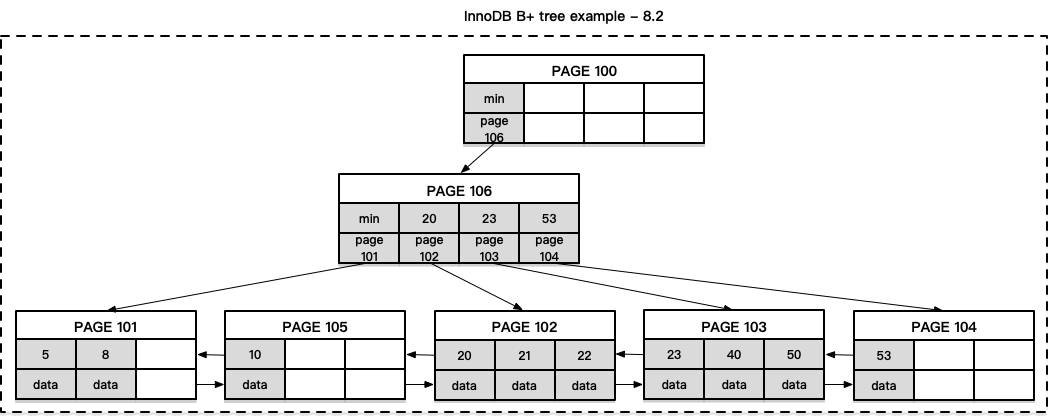 InnoDB B+ tree example – 8.2
PAGE 100
min
page
106
PAGE 106
min 20 23 53
page page page page
101 102 103 104
PAGE 101 PAGE 105 PAGE 102 PAGE 103 PAGE 104
5 8 10 20 21 22 23 40 50 53
data data data data data data data data data data